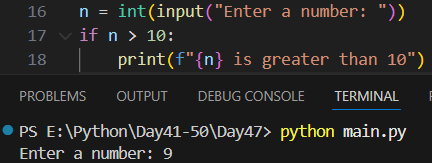 16 n = int(input("Enter a number: "))
17 if n > 10:
18 print(f"{n} is greater than 10")
PROBLEMS OUTPUT DEBUG CONSOLE TERMINAL
PS E:\Python\Day41-50\Day47> python main.py
Enter a number: 9